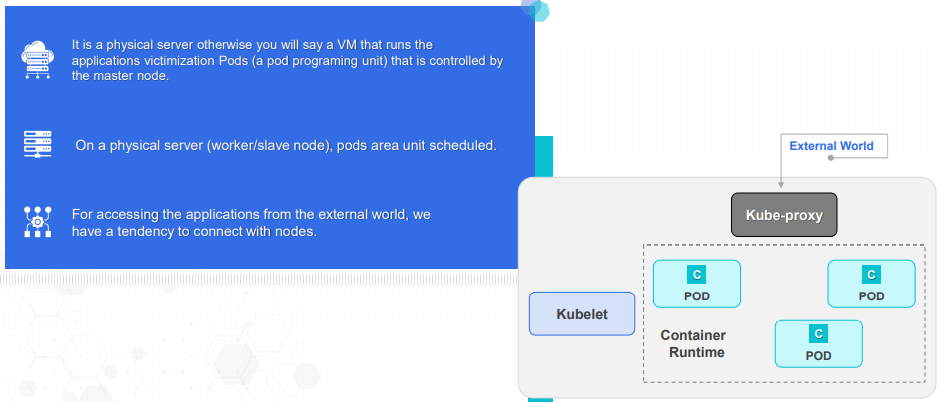 It is a physical server otherwise you will say a VM that runs the
applications victimization Pods (a pod programing unit) that is controlled by
the master node.
On a physical server (worker/slave node), pods area unit scheduled.
For accessing the applications from the external world, we
have a tendency to connect with nodes.
External World
Kube-proxy
C
POD
C
POD
Kubelet
Container
Runtime
C
POD